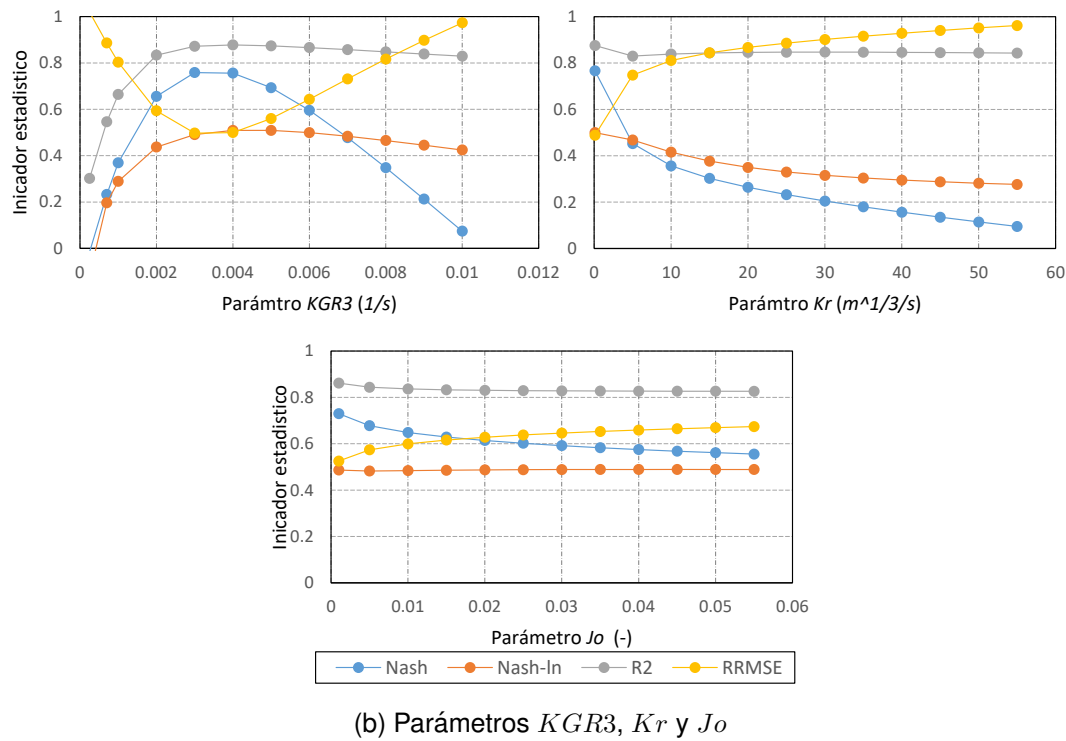 Inicador estadistico
1
0.8
0.6
0.4
0.2
0
0 0.002 0.004 0.006 0.008 0.01 0.012
Parámtro KGR3 (1/s)
1
0.8
0.6
0.4
0.2
0
0 10 20 30 40 50 60
Parámtro Kr (m^1/3/s)
Inicador estadistico
1
0.8
0.6
0.4
0.2
0
0 0.01 0.02 0.03 0.04 0.05 0.06
Parámetro Jo (-)
Nash Nash-ln R2 RRMSE
(b) Parámetros KGR3, Kr y Jo